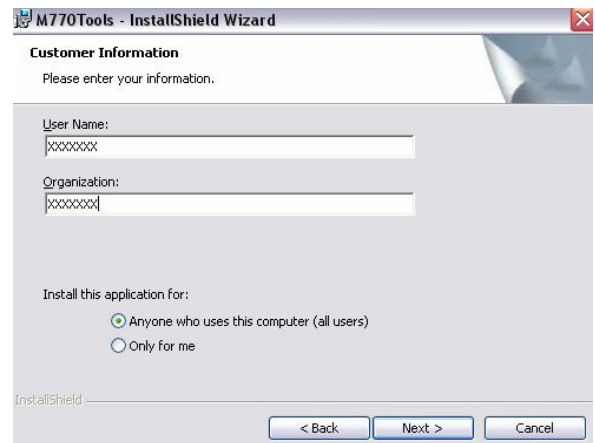 M770Tools - InstallShield Wizard
Customer Information
Please enter your information.
User Name:
XXXXXXX
Organization:
XXXXXXX
Install this application for:
Anyone who uses this computer (all users)
Only for me
InstallShield
< Back Next > Cancel